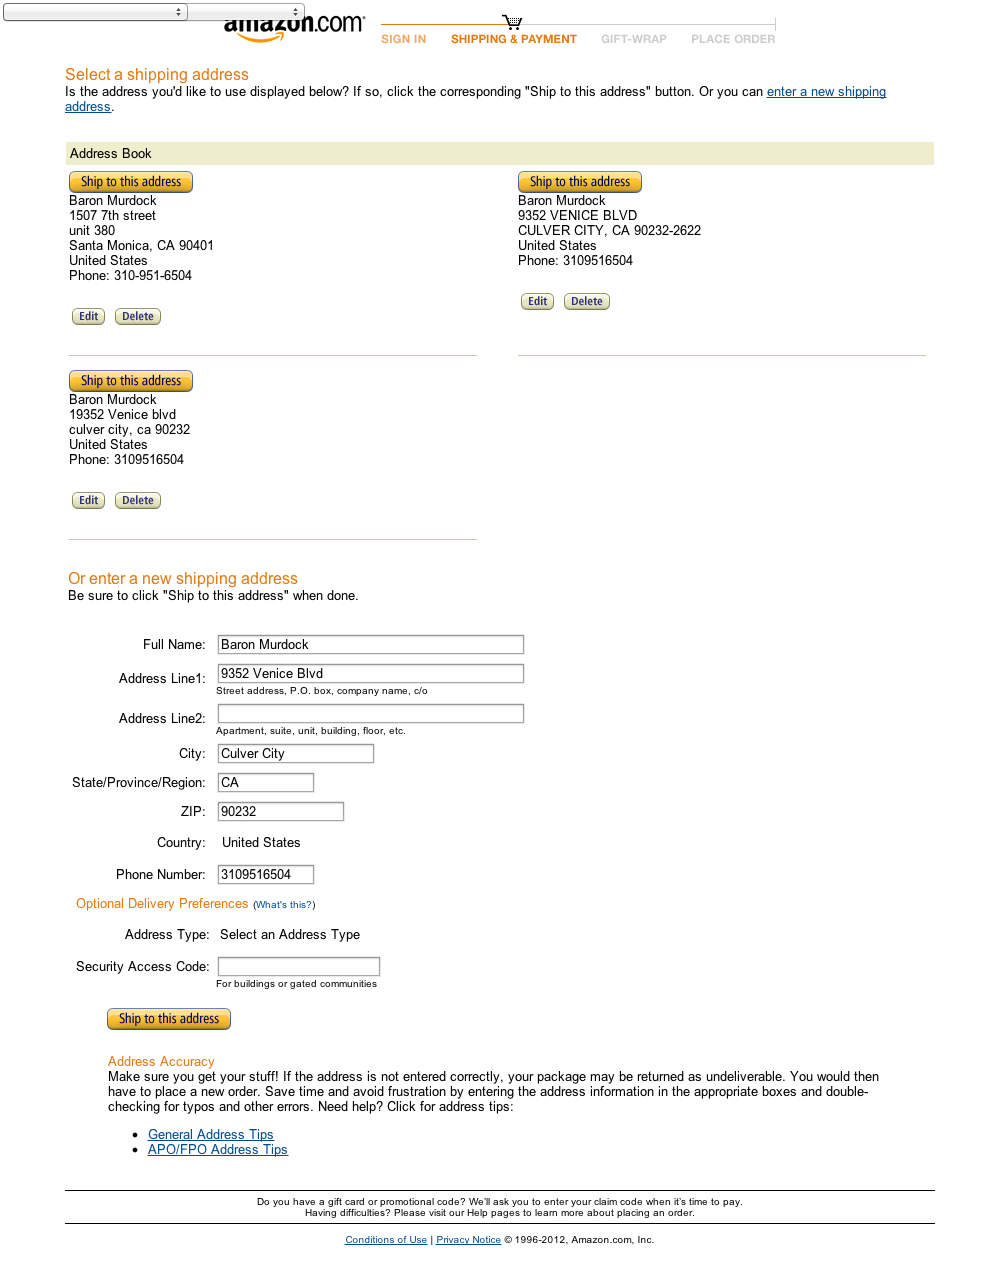 amazon.com
SIGN IN SHIPPING & PAYMENT GIFT-WRAP PLACE ORDER
Select a shipping address
Is the address you'd like to use displayed below? If so, click the corresponding "Ship to this address" button. Or you can enter a new shipping
address.
Address Book
Ship to this address
Baron Murdock
1507 7th street
unit 380
Santa Monica, CA 90401
United States
Phone: 310-951-6504
Edit Delete
Ship to this address
Baron Murdock
9352 VENICE BLVD
CULVER CITY, CA 90232-2622
United States
Phone: 3109516504
Edit Delete
Ship to this address
Baron Murdock
19352 Venice blvd
culver city, ca 90232
United States
Phone: 3109516504
Edit Delete
Or enter a new shipping address
Be sure to click "Ship to this address" when done.
Full Name: Baron Murdock
Address Line1: 9352 Venice Blvd
Street address, P.O. box, company name, c/o
Address Line2:
Apartment, suite, unit, building, floor, etc.
City: Culver City
State/Province/Region: CA
ZIP: 90232
Country: United States
Phone Number: 3109516504
Optional Delivery Preferences (What's this?)
Address Type: Select an Address Type
Security Access Code:
For buildings or gated communities
Ship to this address
Address Accuracy
Make sure you get your stuff! If the address is not entered correctly, your package may be returned as undeliverable. You would then
have to place a new order. Save time and avoid frustration by entering the address information in the appropriate boxes and double-
checking for typos and other errors. Need help? Click for address tips:
• General Address Tips
• APO/FPO Address Tips
Do you have a gift card or promotional code? We'll ask you to enter your claim code when it's time to pay.
Having difficulties? Please visit our Help pages to learn more about placing an order.
Conditions of Use | Privacy Notice © 1996-2012, Amazon.com, Inc.